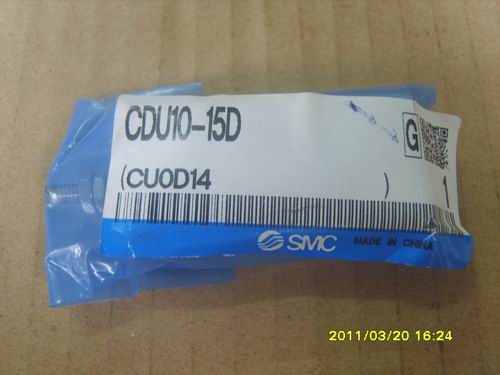 CDU10-15D
G
(CU0D14 ) 1
SMC MADE IN CHINA
2011/03/20 16:24